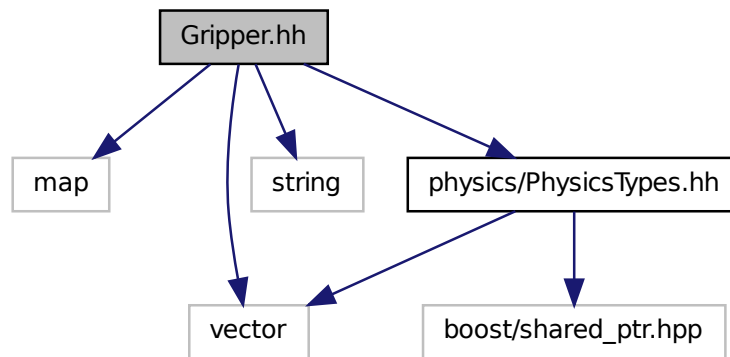 Gripper.hh
map
string
physics/PhysicsTypes.hh
vector
boost/shared_ptr.hpp